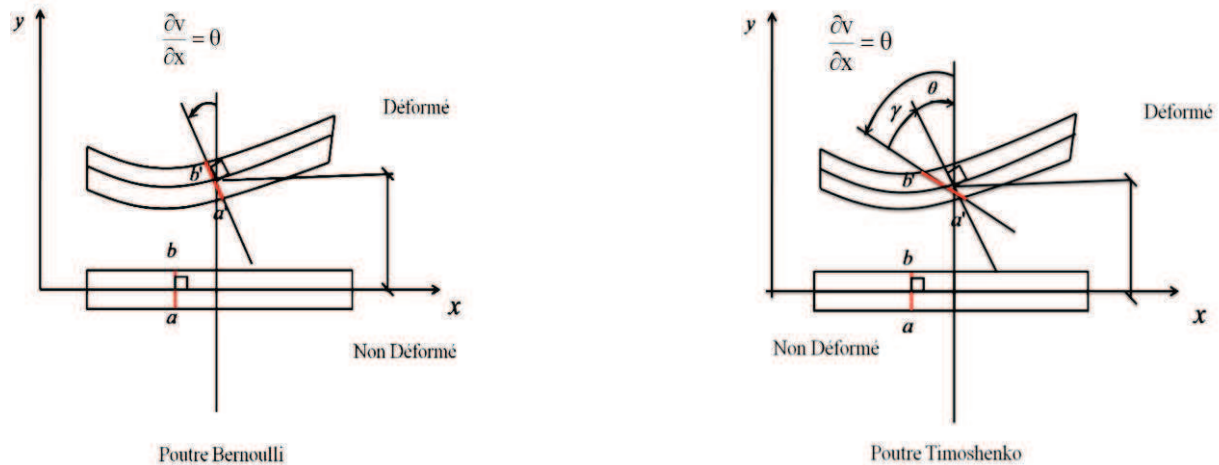 y
∂v/∂x = θ
Déformé
b'
a'
b
a
x
Non Déformé
Poutre Bernoulli
y
∂v/∂x = θ
θ
γ
Déformé
b'
a'
b
a
x
Non Déformé
Poutre Timoshenko